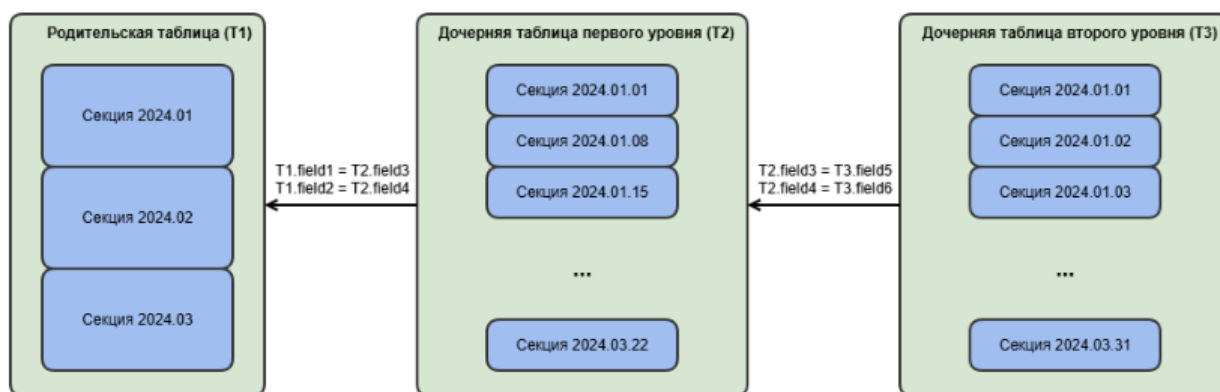 Родительская таблица (T1)
Секция 2024.01
Секция 2024.02
Секция 2024.03
T1.field1 = T2.field3
T1.field2 = T2.field4
Дочерняя таблица первого уровня (T2)
Секция 2024.01.01
Секция 2024.01.08
Секция 2024.01.15
...
Секция 2024.03.22
T2.field3 = T3.field5
T2.field4 = T3.field6
Дочерняя таблица второго уровня (T3)
Секция 2024.01.01
Секция 2024.01.02
Секция 2024.01.03
...
Секция 2024.03.31